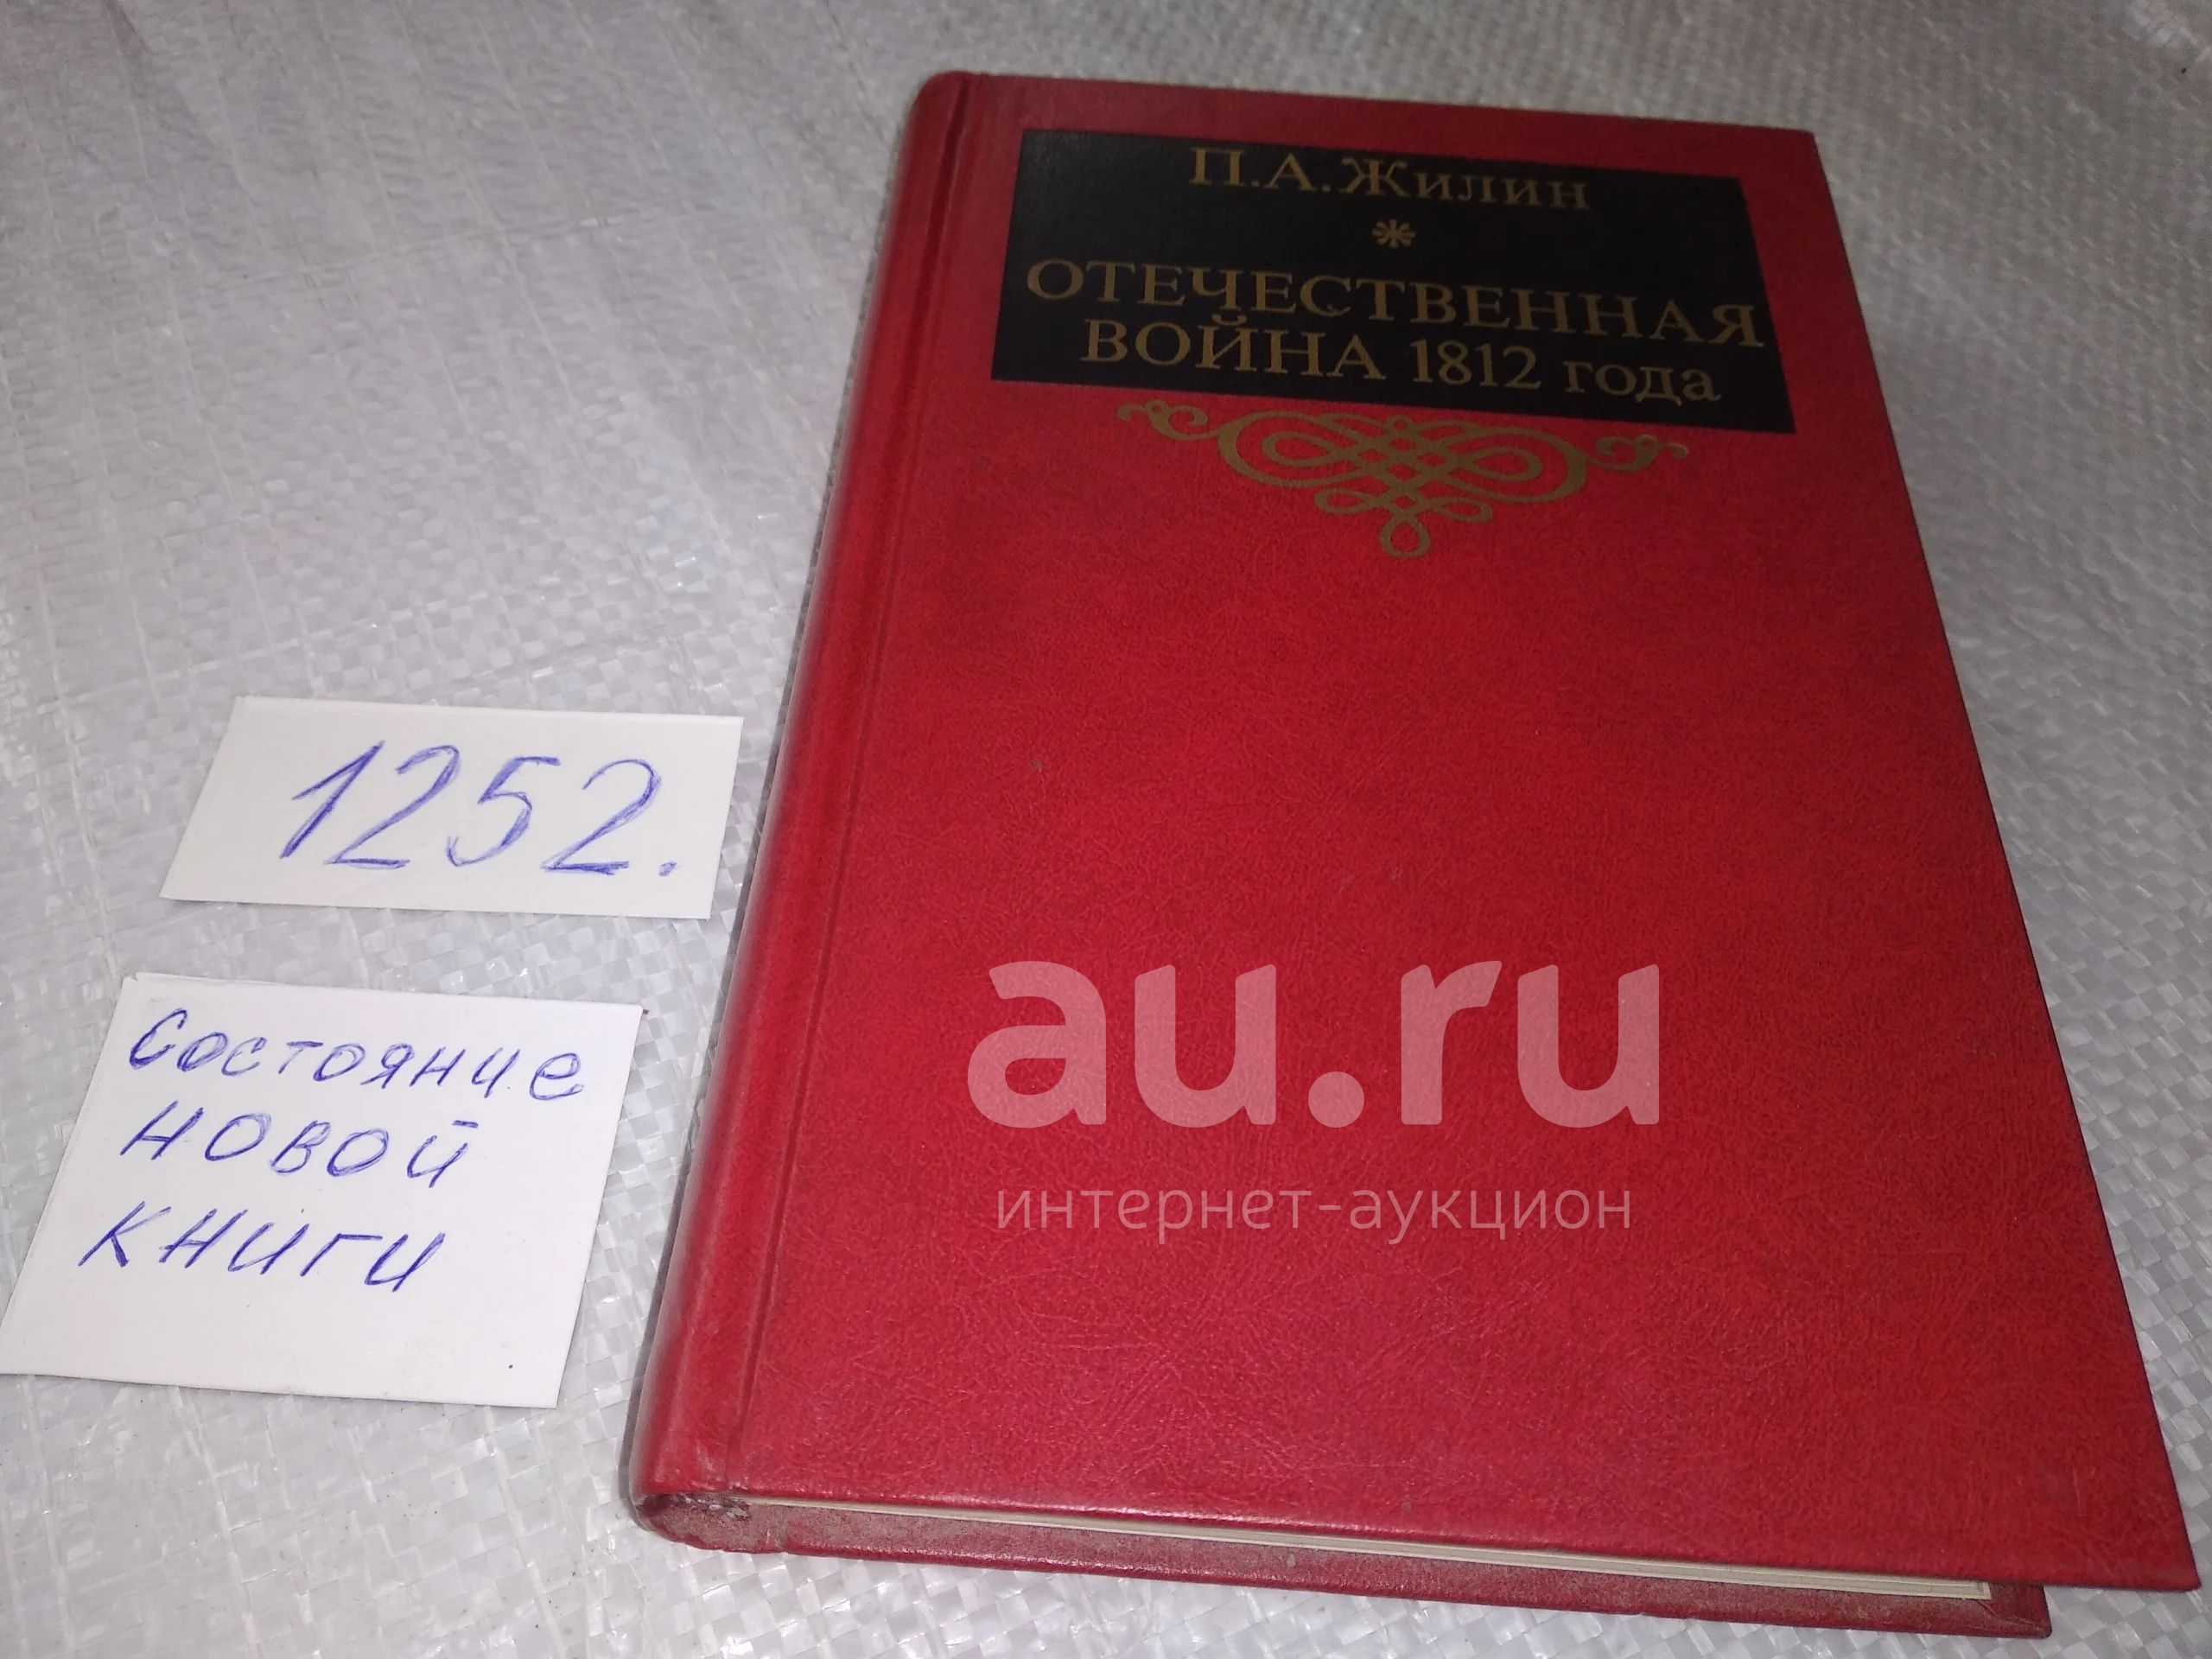 П.А.Жилин
*
ОТЕЧЕСТВЕННАЯ
ВОЙНА 1812 года
1252.
Состояние
новой
книги
au.ru
интернет-аукцион